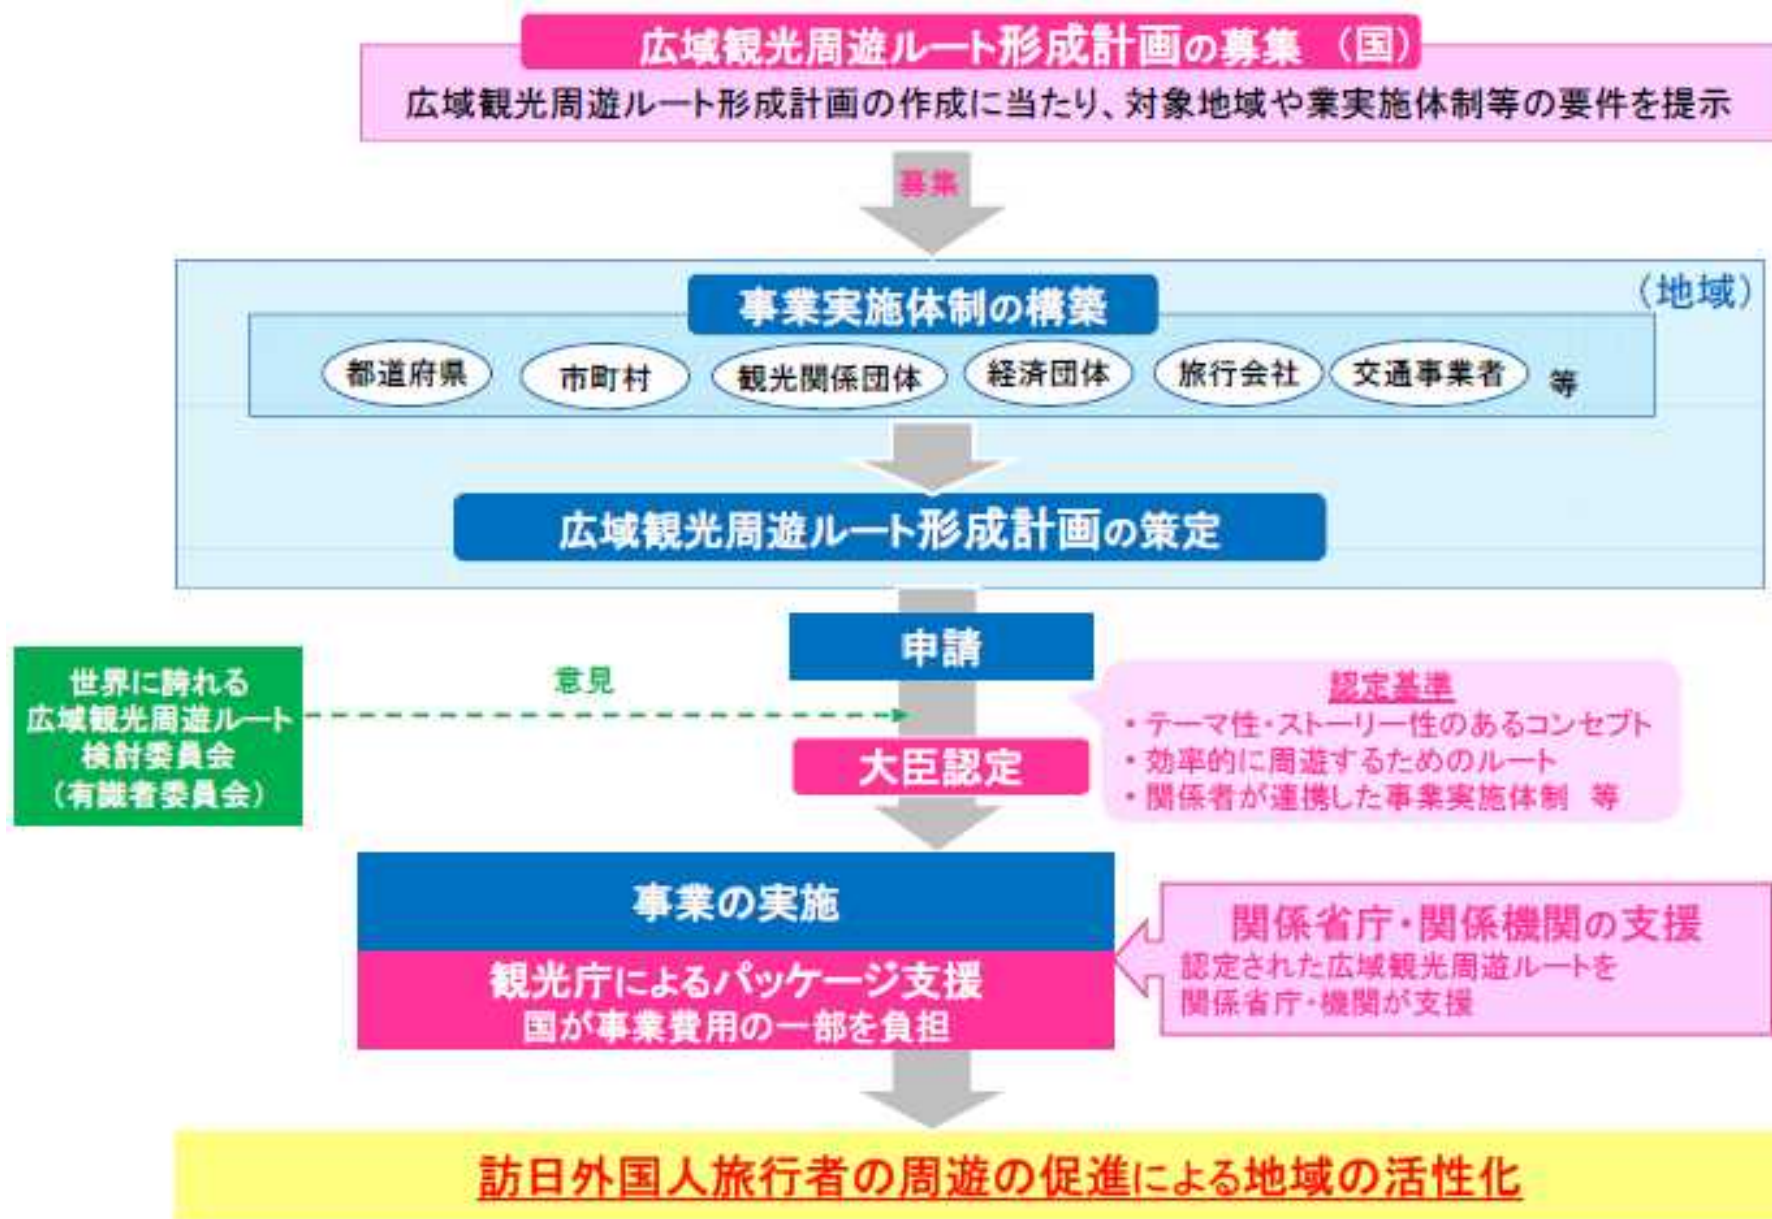 広域観光周遊ルート形成計画の募集 (国)
広域観光周遊ルート形成計画の作成に当たり、対象地域や業実施体制等の要件を提示
募集
(地域)
事業実施体制の構築
都道府県 市町村 観光関係団体 経済団体 旅行会社 交通事業者 等
広域観光周遊ルート形成計画の策定
申請
世界に誇れる
広域観光周遊ルート
検討委員会
(有識者委員会)
意見
認定基準
・テーマ性・ストーリー性のあるコンセプト
・効率的に周遊するためのルート
・関係者が連携した事業実施体制 等
大臣認定
事業の実施
観光庁によるパッケージ支援
国が事業費用の一部を負担
関係省庁・関係機関の支援
認定された広域観光周遊ルートを
関係省庁・機関が支援
訪日外国人旅行者の周遊の促進による地域の活性化